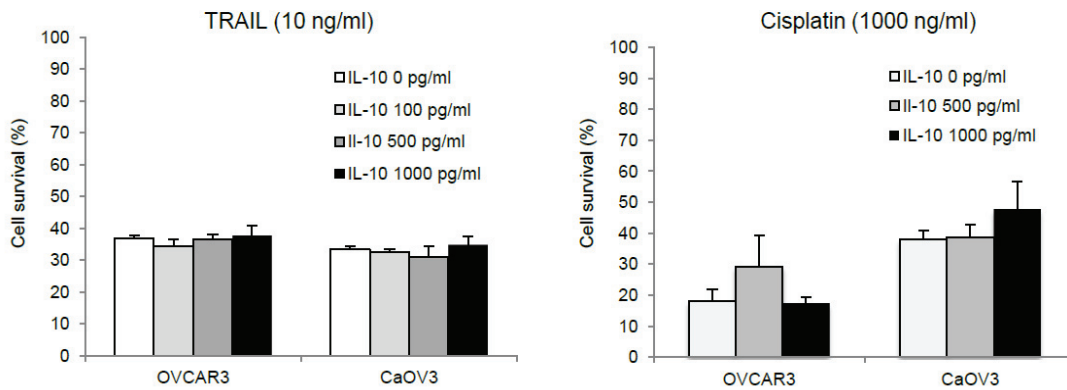 TRAIL (10 ng/ml)
Cell survival (%)
100
90
80
70
60
50
40
30
20
10
0
IL-10 0 pg/ml
IL-10 100 pg/ml
Il-10 500 pg/ml
IL-10 1000 pg/ml
OVCAR3 CaOV3
Cisplatin (1000 ng/ml)
Cell survival (%)
100
90
80
70
60
50
40
30
20
10
0
IL-10 0 pg/ml
Il-10 500 pg/ml
IL-10 1000 pg/ml
OVCAR3 CaOV3